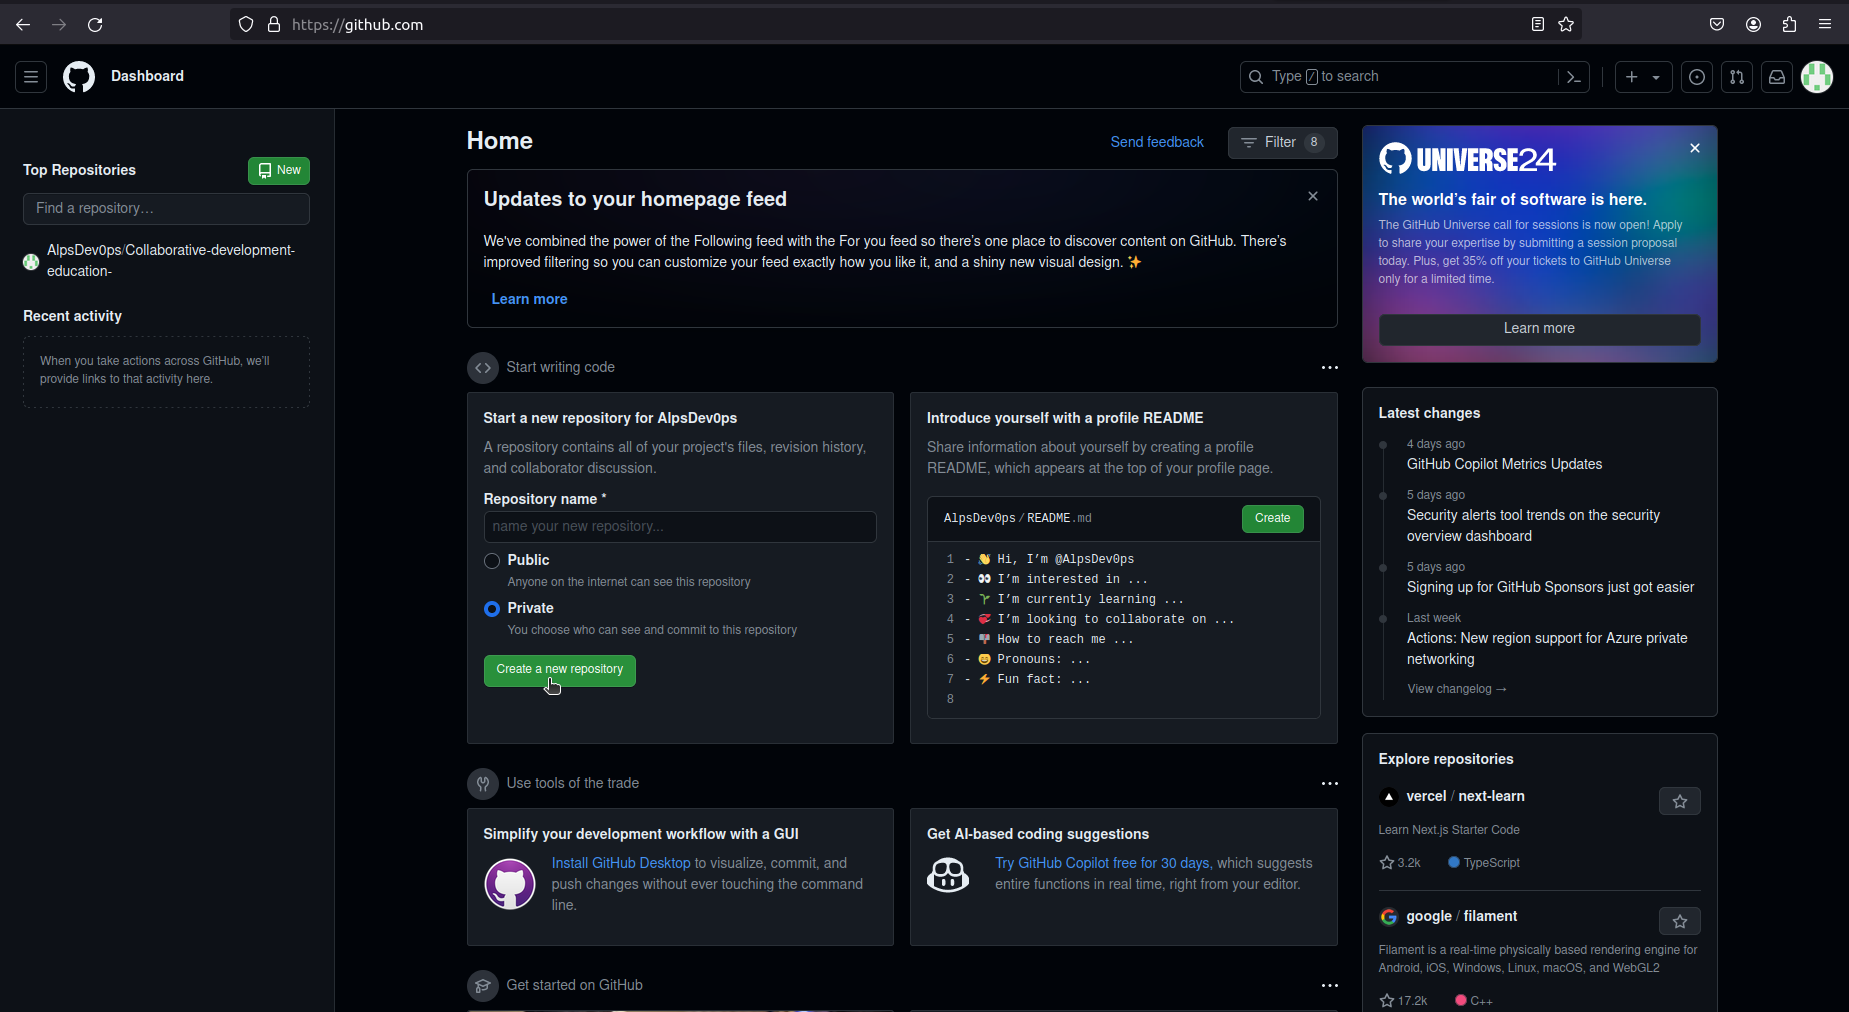 https://github.com
Dashboard
Type / to search
Top Repositories
New
Find a repository…
AlpsDev0ps/Collaborative-development-
education-
Recent activity
When you take actions across GitHub, we'll
provide links to that activity here.
Home
Send feedback
Filter 8
Updates to your homepage feed
We've combined the power of the Following feed with the For you feed so there's one place to discover content on GitHub. There's
improved filtering so you can customize your feed exactly how you like it, and a shiny new visual design. ✨
Learn more
Start writing code
Start a new repository for AlpsDev0ps
A repository contains all of your project's files, revision history,
and collaborator discussion.
Repository name *
name your new repository...
Public
Anyone on the internet can see this repository
Private
You choose who can see and commit to this repository
Create a new repository
Introduce yourself with a profile README
Share information about yourself by creating a profile
README, which appears at the top of your profile page.
AlpsDev0ps / README.md
Create
1 - 👋 Hi, I'm @AlpsDev0ps
2 - 👀 I'm interested in ...
3 - 🌱 I'm currently learning ...
4 - 💞️ I'm looking to collaborate on ...
5 - 📫 How to reach me ...
6 - 😄 Pronouns: ...
7 - ⚡ Fun fact: ...
8
Use tools of the trade
Simplify your development workflow with a GUI
Install GitHub Desktop to visualize, commit, and
push changes without ever touching the command
line.
Get AI-based coding suggestions
Try GitHub Copilot free for 30 days, which suggests
entire functions in real time, right from your editor.
Get started on GitHub
UNIVERSE24
The world's fair of software is here.
The GitHub Universe call for sessions is now open! Apply
to share your expertise by submitting a session proposal
today. Plus, get 35% off your tickets to GitHub Universe
only for a limited time.
Learn more
Latest changes
4 days ago
GitHub Copilot Metrics Updates
5 days ago
Security alerts tool trends on the security
overview dashboard
5 days ago
Signing up for GitHub Sponsors just got easier
Last week
Actions: New region support for Azure private
networking
View changelog →
Explore repositories
vercel / next-learn
Learn Next.js Starter Code
3.2k TypeScript
google / filament
Filament is a real-time physically based rendering engine for
Android, iOS, Windows, Linux, macOS, and WebGL2
17.2k C++